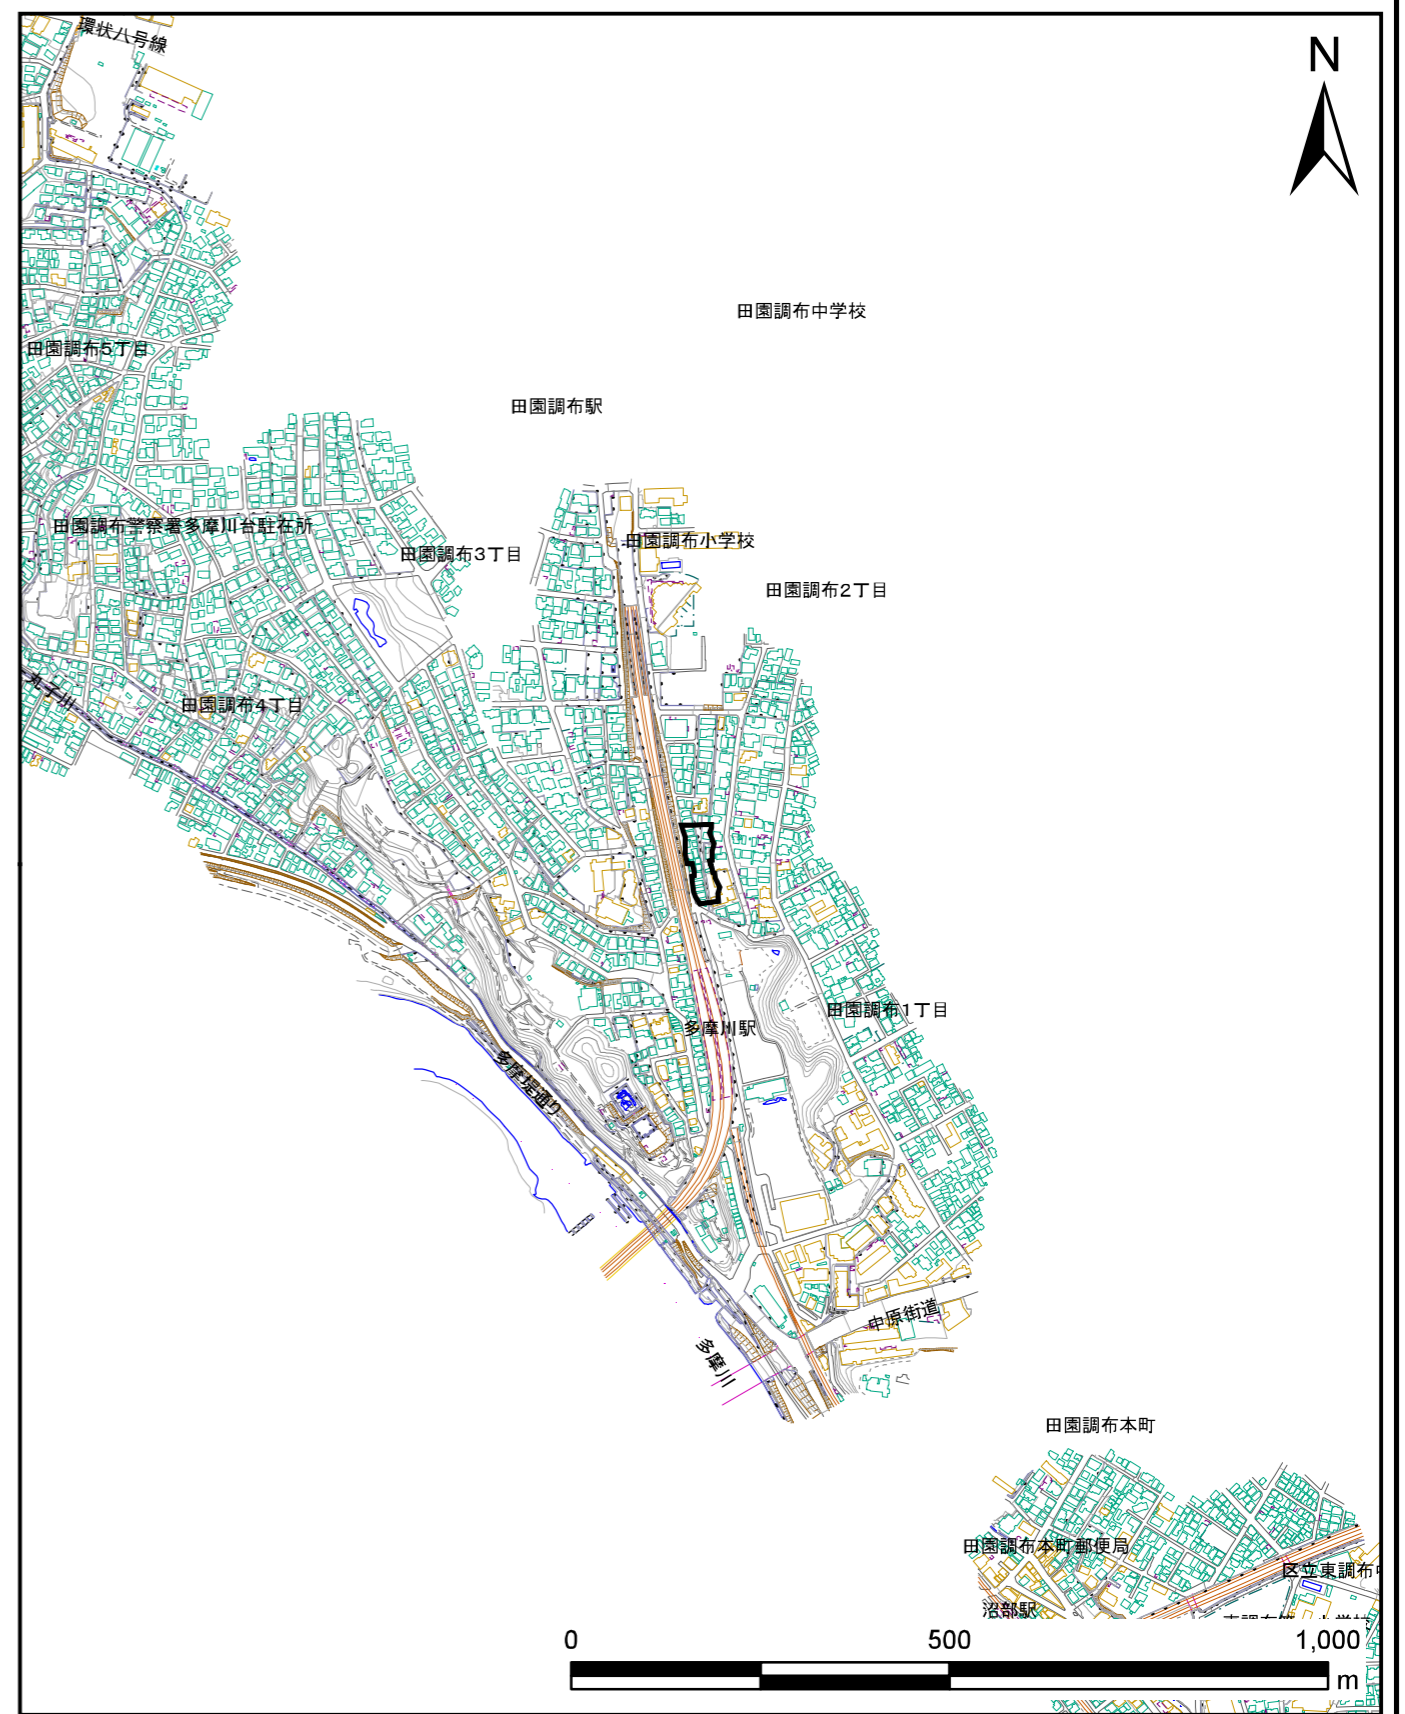 環状八号線
N
田園調布中学校
田園調布5丁目
田園調布駅
田園調布警察署多摩川台駐在所
田園調布小学校
田園調布3丁目
田園調布2丁目
丸子川
田園調布4丁目
田園調布1丁目
多摩川駅
多摩堤通り
中原街道
多摩川
田園調布本町
田園調布本町郵便局
区立東調布中
沼部駅
0 500 1,000
m